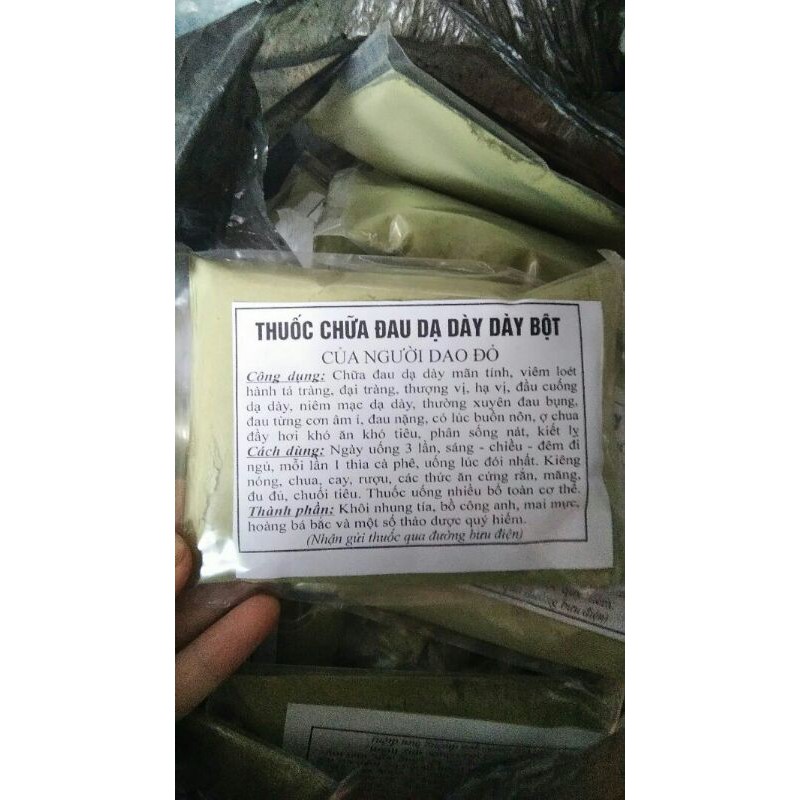 THUỐC CHỮA ĐAU DẠ DÀY DÀY BỘT
CỦA NGƯỜI DAO ĐỎ
Công dụng: Chữa đau dạ dày mãn tính, viêm loét
hành tá tràng, đại tràng, thượng vị, hạ vị, đầu cuống
dạ dày, niêm mạc dạ dày, thường xuyên đau bụng,
đau từng cơn âm ỉ, đau nặng, có lúc buồn nôn, ợ chua
đầy hơi khó ăn khó tiêu, phân sống nát, kiết lỵ
Cách dùng: Ngày uống 3 lần, sáng - chiều - đêm đi
ngủ, mỗi lần 1 thìa cà phê, uống lúc đói nhất. Kiêng
nóng, chua, cay, rượu, các thức ăn cứng rắn, măng,
đu đủ, chuối tiêu. Thuốc uống nhiều bổ toàn cơ thể.
Thành phần: Khôi nhung tía, bồ công anh, mai mực,
hoàng bá bắc và một số thảo dược quý hiếm.
(Nhận gửi thuốc qua đường bưu điện)
bưu điện)